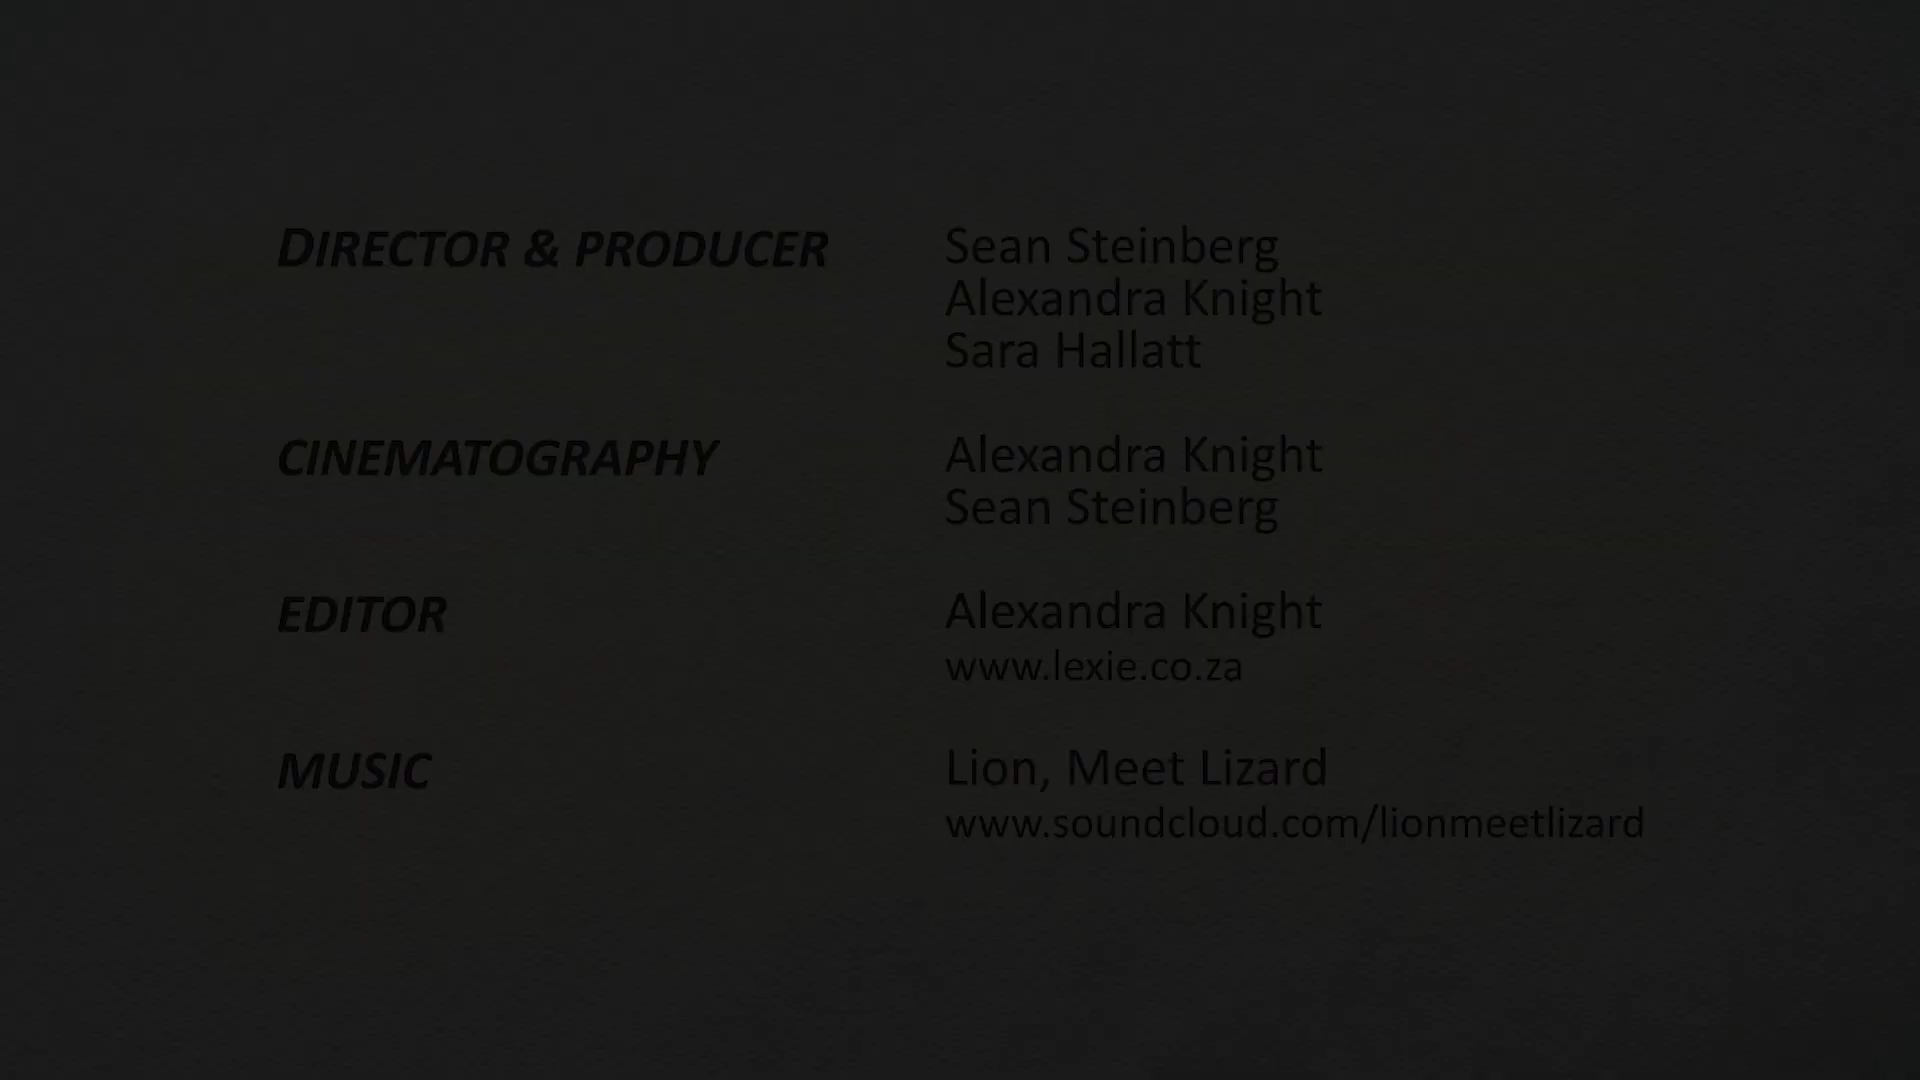 DIRECTOR & PRODUCER Sean Steinberg
Alexandra Knight
Sara Hallatt
CINEMATOGRAPHY Alexandra Knight
Sean Steinberg
EDITOR Alexandra Knight
www.lexie.co.za
MUSIC Lion, Meet Lizard
www.soundcloud.com/lionmeetlizard